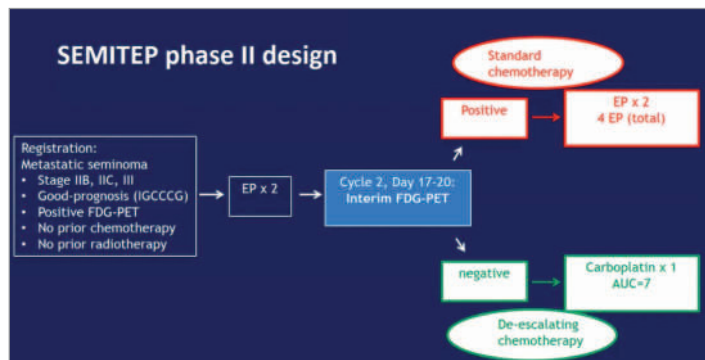 SEMITEP phase II design
Standard
chemotherapy
Positive
EP x 2
4 EP (total)
Registration:
Metastatic seminoma
• Stage IIB, IIC, III
• Good-prognosis (IGCCCG)
• Positive FDG-PET
• No prior chemotherapy
• No prior radiotherapy
EP x 2
Cycle 2, Day 17-20:
Interim FDG-PET
negative
Carboplatin x 1
AUC=7
De-escalating
chemotherapy